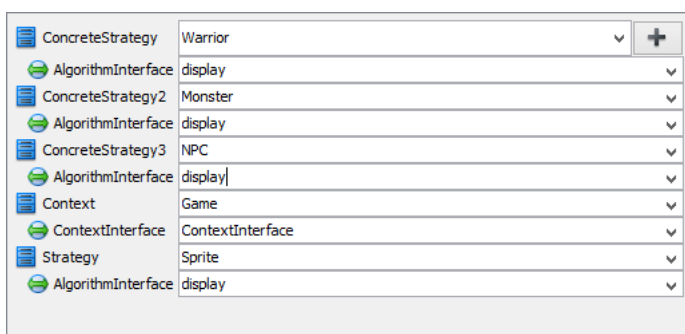 ConcreteStrategy Warrior
AlgorithmInterface display
ConcreteStrategy2 Monster
AlgorithmInterface display
ConcreteStrategy3 NPC
AlgorithmInterface display
Context Game
ContextInterface ContextInterface
Strategy Sprite
AlgorithmInterface display